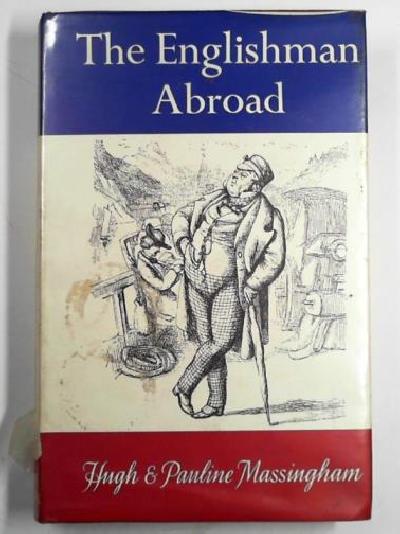 The Englishman
Abroad
Hugh & Pauline Massingham